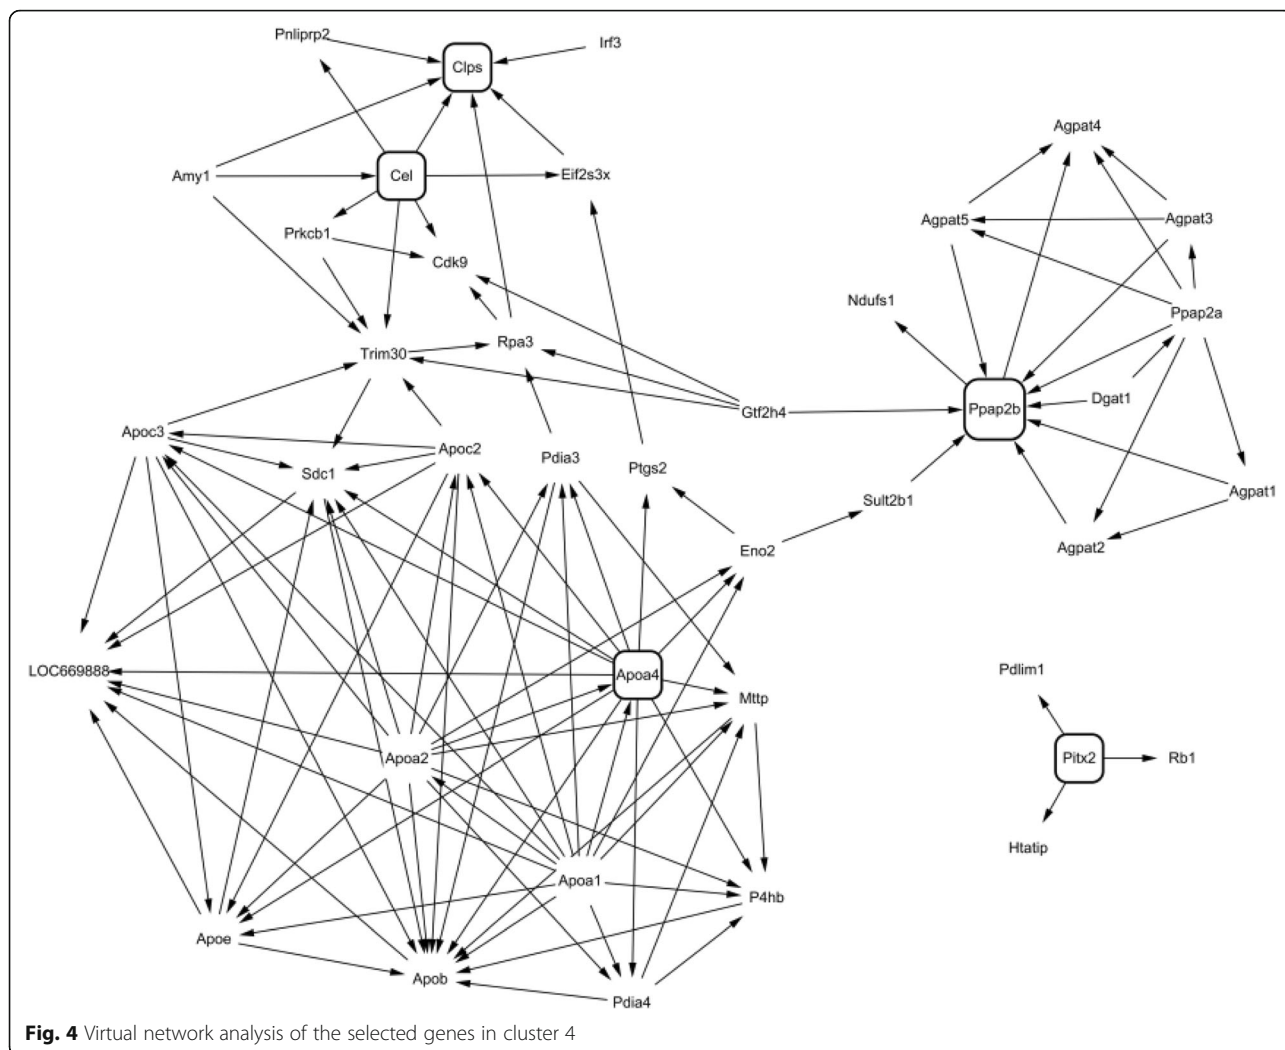 Pnliprp2
Irf3
Clps
Agpat4
Amy1
Cel
Eif2s3x
Agpat5
Agpat3
Prkcb1
Cdk9
Ndufs1
Ppap2a
Trim30
Rpa3
Gtf2h4
Ppap2b
Dgat1
Apoc3
Apoc2
Pdia3
Ptgs2
Sdc1
Sult2b1
Agpat1
Eno2
Agpat2
LOC669888
Apoa4
Pdlim1
Mttp
Apoa2
Pitx2
Rb1
Htatip
Apoa1
P4hb
Apoe
Apob
Pdia4
Fig. 4 Virtual network analysis of the selected genes in cluster 4